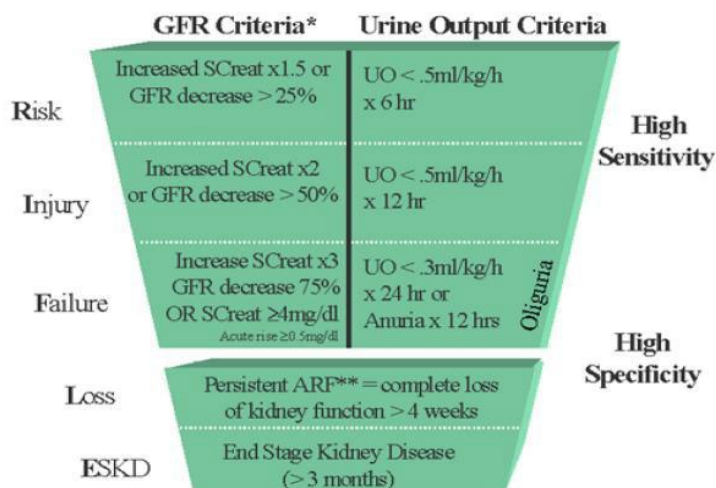 GFR Criteria* Urine Output Criteria
Increased SCreat x1.5 or
GFR decrease > 25%
UO < .5ml/kg/h
x 6 hr
Risk
High
Sensitivity
Increased SCreat x2
or GFR decrease > 50%
UO < .5ml/kg/h
x 12 hr
Injury
Increase SCreat x3
GFR decrease 75%
OR SCreat ≥4mg/dl
Acute rise ≥0.5mg/dl
UO < .3ml/kg/h
x 24 hr or
Anuria x 12 hrs
Oliguria
Failure
High
Specificity
Loss
Persistent ARF** = complete loss
of kidney function > 4 weeks
ESKD
End Stage Kidney Disease
(> 3 months)